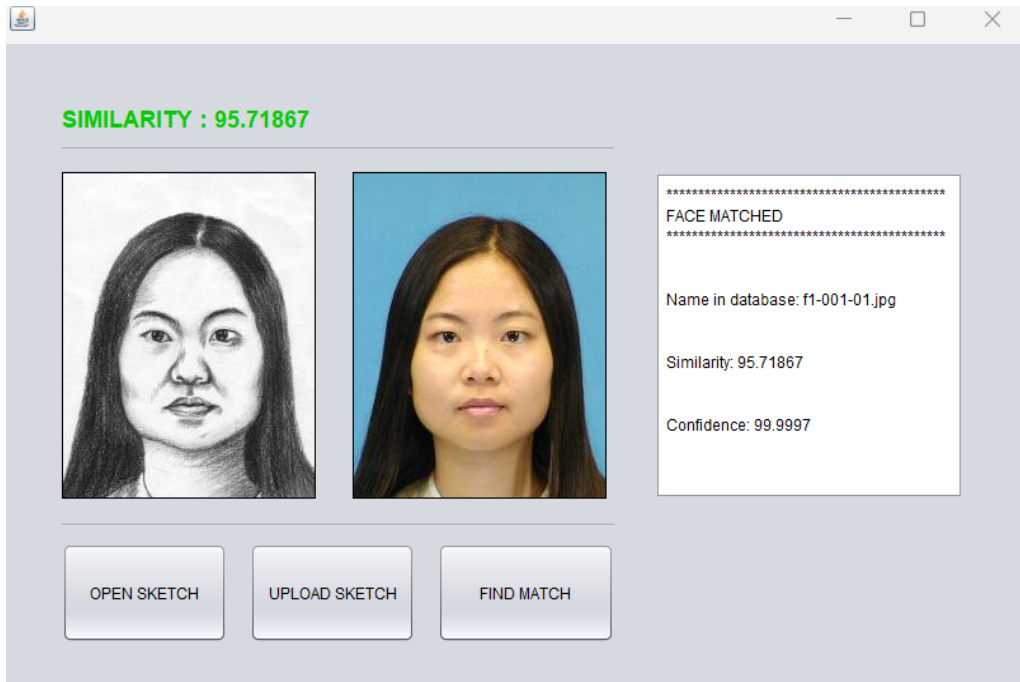 SIMILARITY : 95.71867
*********************************************
FACE MATCHED
*********************************************
Name in database: f1-001-01.jpg
Similarity: 95.71867
Confidence: 99.9997
OPEN SKETCH
UPLOAD SKETCH
FIND MATCH